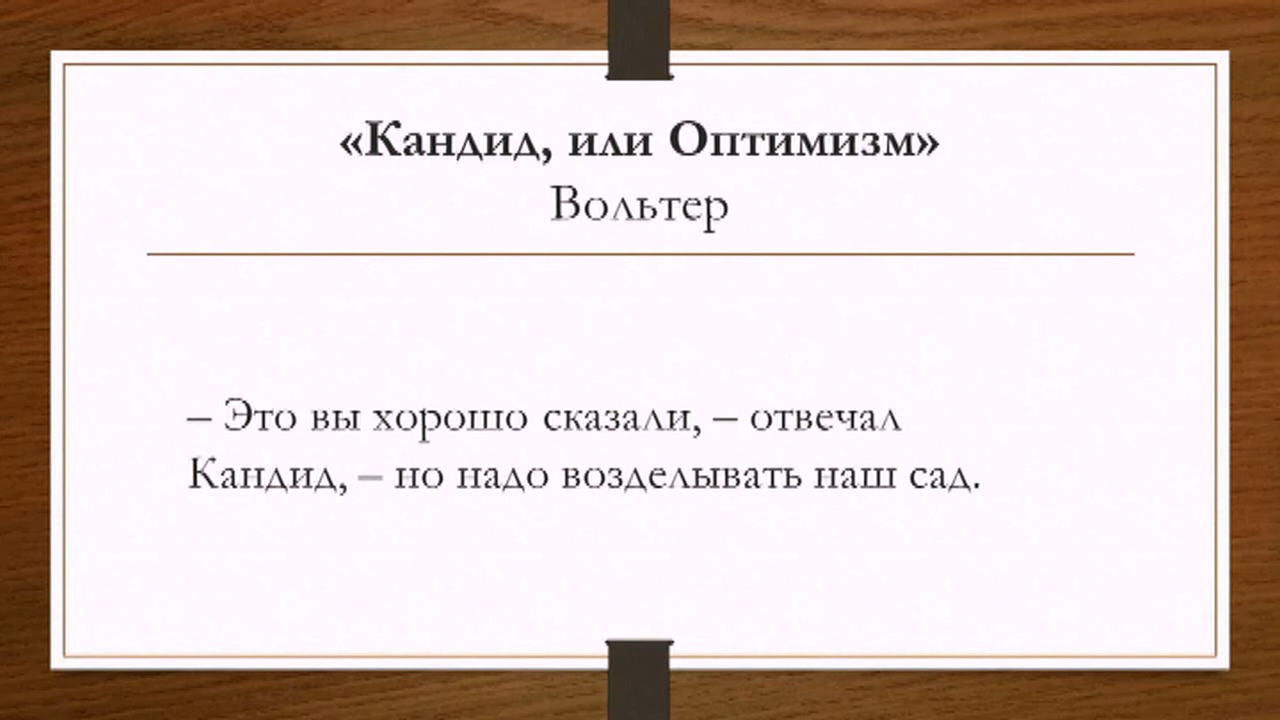 «Кандид, или Оптимизм»
Вольтер
– Это вы хорошо сказали, – отвечал
Кандид, – но надо возделывать наш сад.